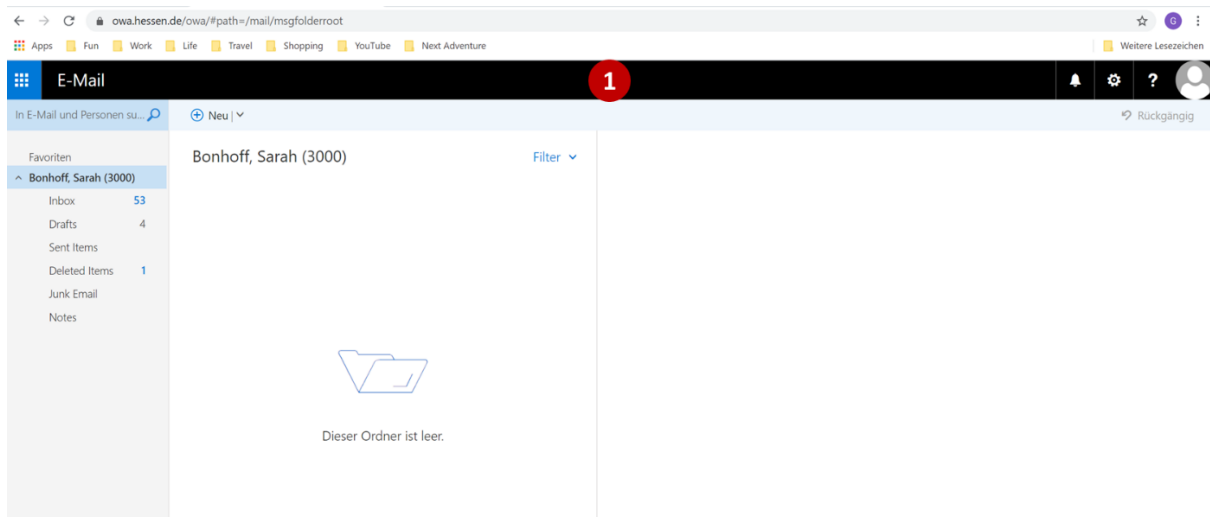 owa.hessen.de/owa/#path=/mail/msgfolderroot
G
Apps Fun Work Life Travel Shopping YouTube Next Adventure Weitere Lesezeichen
E-Mail 1 ?
In E-Mail und Personen su... Neu Rückgängig
Favoriten
Bonhoff, Sarah (3000) Filter
Bonhoff, Sarah (3000)
Inbox 53
Drafts 4
Sent Items
Deleted Items 1
Junk Email
Notes
Dieser Ordner ist leer.